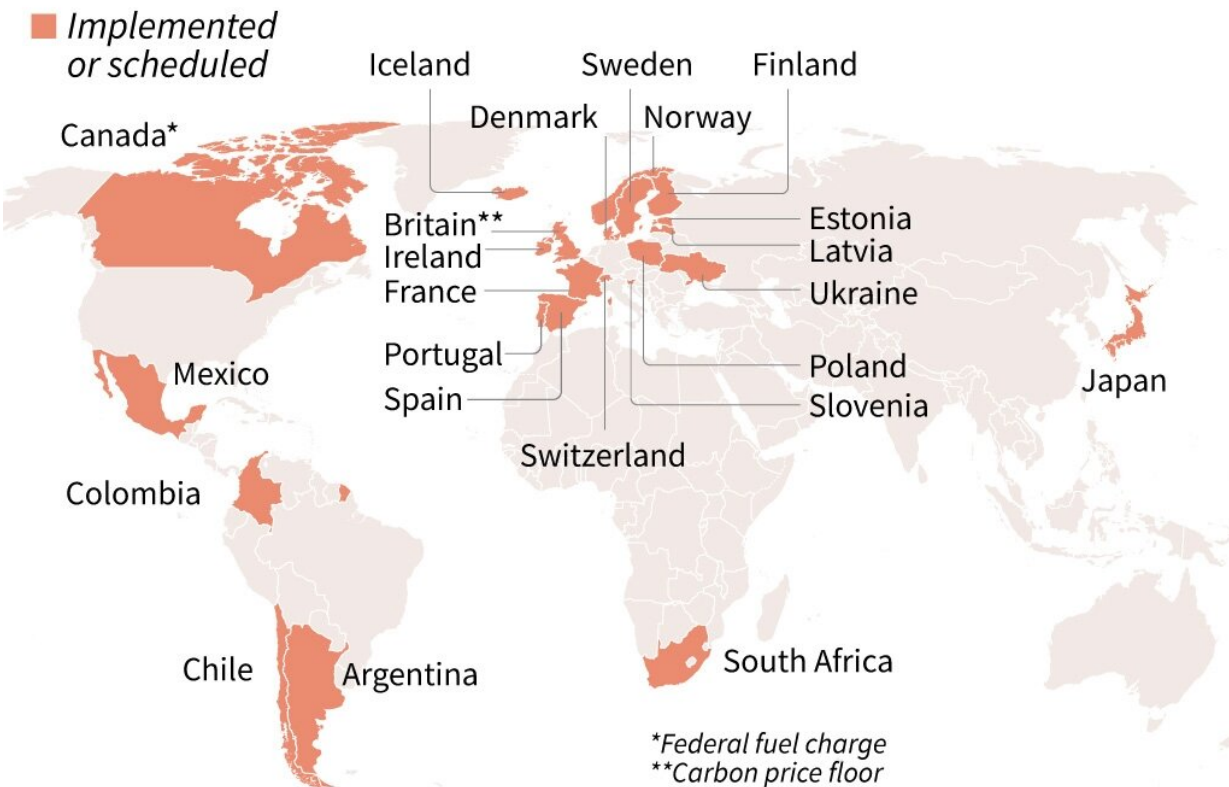 Implemented
or scheduled
Iceland
Sweden
Finland
Denmark
Norway
Canada*
Britain**
Ireland
France
Portugal
Spain
Switzerland
Estonia
Latvia
Ukraine
Poland
Slovenia
Japan
Mexico
Colombia
Chile
Argentina
South Africa
*Federal fuel charge
**Carbon price floor